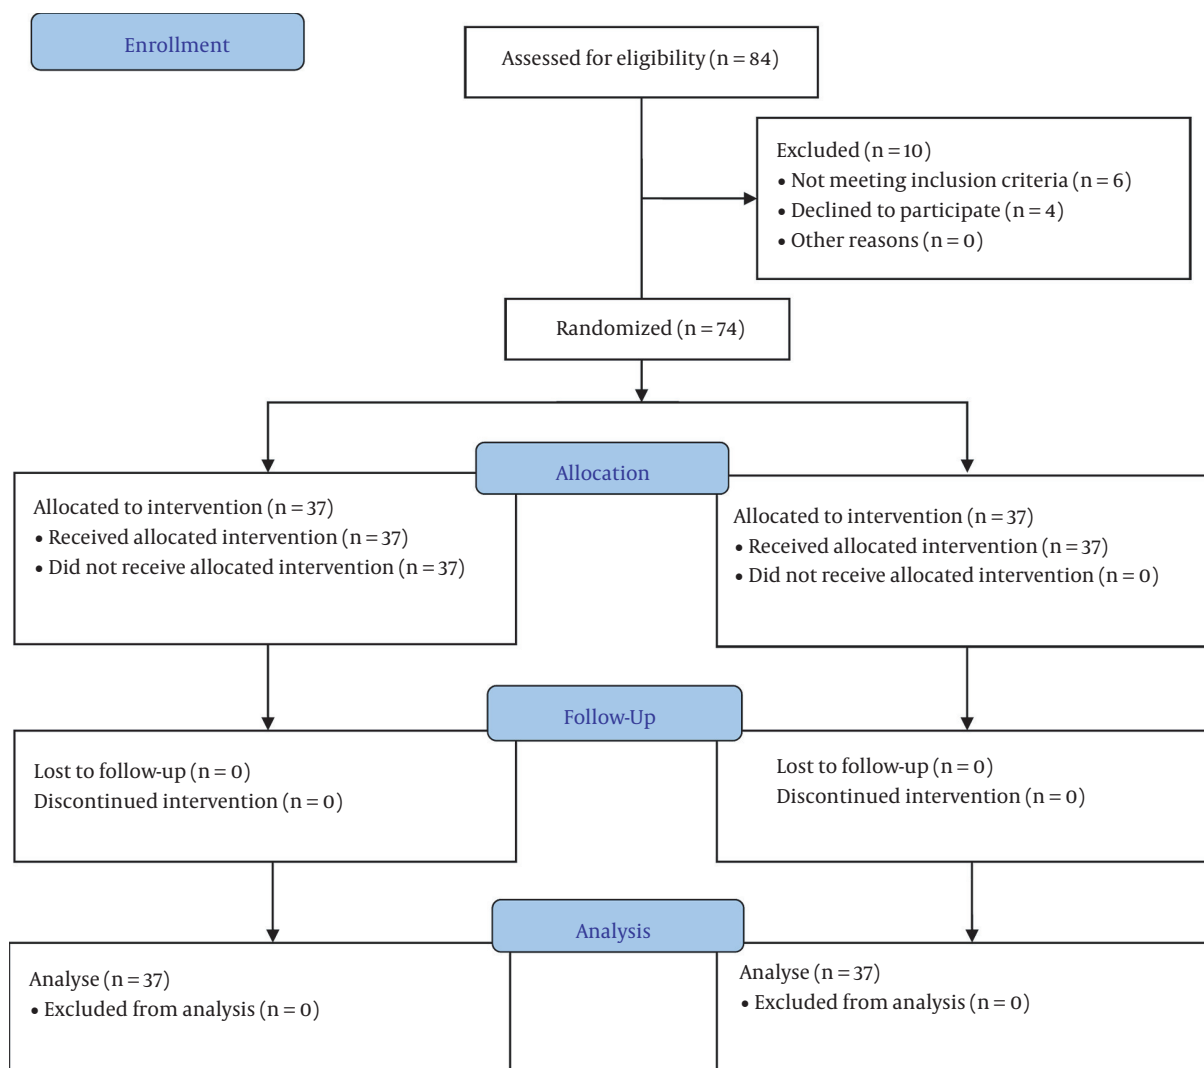 Enrollment
Assessed for eligibility (n = 84)
Excluded (n = 10)
• Not meeting inclusion criteria (n = 6)
• Declined to participate (n = 4)
• Other reasons (n = 0)
Randomized (n = 74)
Allocation
Allocated to intervention (n = 37)
• Received allocated intervention (n = 37)
• Did not receive allocated intervention (n = 37)
Allocated to intervention (n = 37)
• Received allocated intervention (n = 37)
• Did not receive allocated intervention (n = 0)
Follow-Up
Lost to follow-up (n = 0)
Discontinued intervention (n = 0)
Lost to follow-up (n = 0)
Discontinued intervention (n = 0)
Analysis
Analyse (n = 37)
• Excluded from analysis (n = 0)
Analyse (n = 37)
• Excluded from analysis (n = 0)